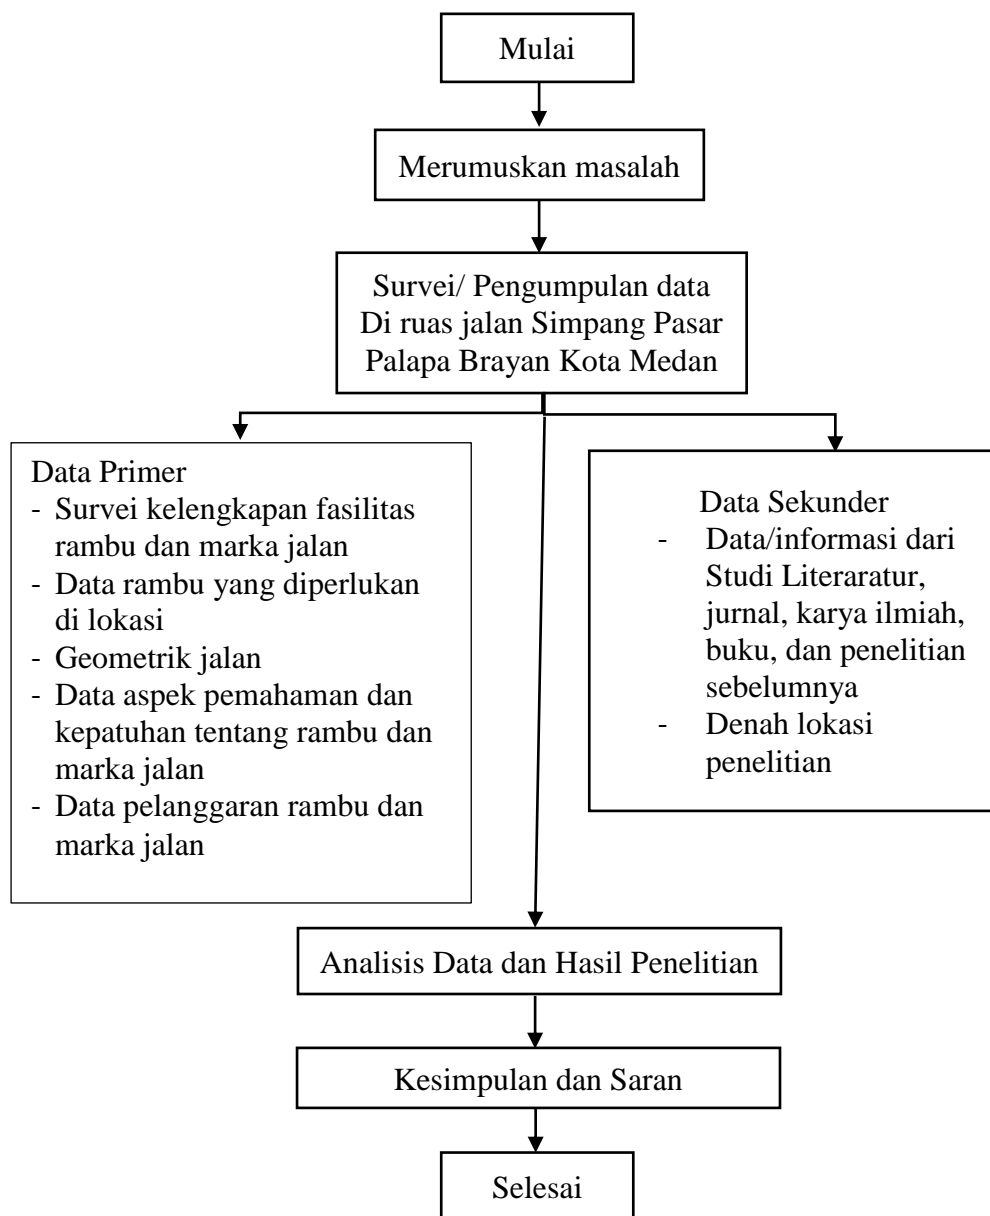 Mulai
Merumuskan masalah
Survei/ Pengumpulan data
Di ruas jalan Simpang Pasar
Palapa Brayan Kota Medan
Data Primer
- Survei kelengkapan fasilitas
rambu dan marka jalan
- Data rambu yang diperlukan
di lokasi
- Geometrik jalan
- Data aspek pemahaman dan
kepatuhan tentang rambu dan
marka jalan
- Data pelanggaran rambu dan
marka jalan
Data Sekunder
- Data/informasi dari
Studi Literaratur,
jurnal, karya ilmiah,
buku, dan penelitian
sebelumnya
- Denah lokasi
penelitian
Analisis Data dan Hasil Penelitian
Kesimpulan dan Saran
Selesai